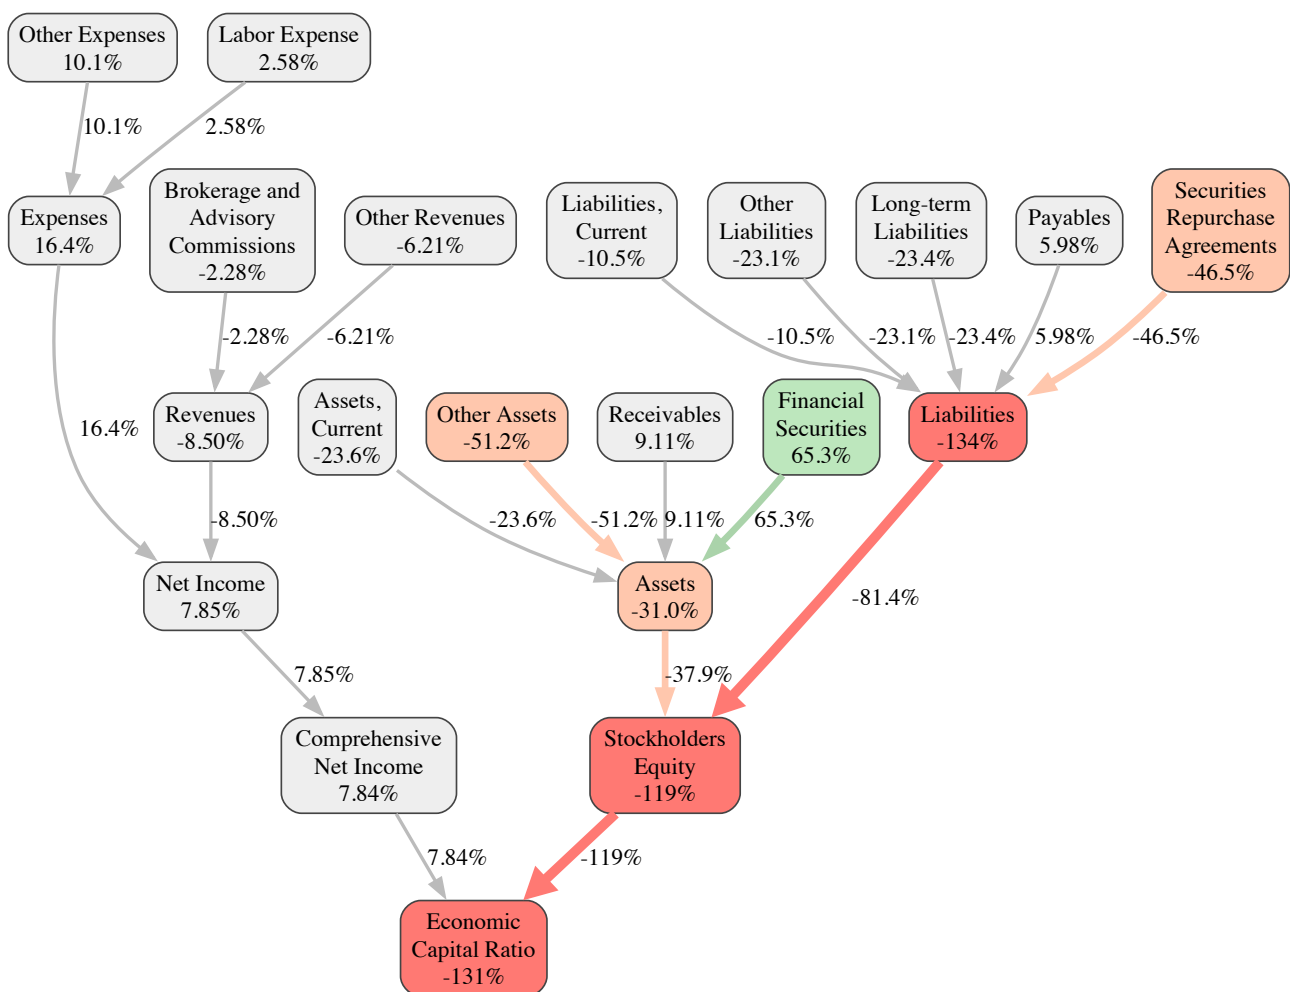 Other Expenses
10.1%
Labor Expense
2.58%
10.1%
2.58%
Expenses
16.4%
Brokerage and
Advisory
Commissions
-2.28%
Other Revenues
-6.21%
Liabilities,
Current
-10.5%
Other
Liabilities
-23.1%
Long-term
Liabilities
-23.4%
Payables
5.98%
Securities
Repurchase
Agreements
-46.5%
-2.28%
-6.21%
-10.5%
-23.1%
-23.4%
5.98%
-46.5%
16.4%
Revenues
-8.50%
Assets,
Current
-23.6%
Other Assets
-51.2%
Receivables
9.11%
Financial
Securities
65.3%
Liabilities
-134%
-8.50%
-23.6%
-51.2%
9.11%
65.3%
Net Income
7.85%
Assets
-31.0%
-81.4%
7.85%
-37.9%
Comprehensive
Net Income
7.84%
Stockholders
Equity
-119%
7.84%
-119%
Economic
Capital Ratio
-131%